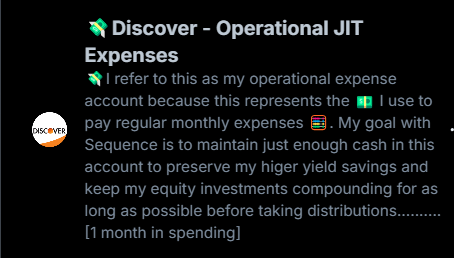 💸Discover - Operational JIT
Expenses
💸I refer to this as my operational expense
account because this represents the 💵 I use to
pay regular monthly expenses 🧮. My goal with
DISCOVER
Sequence is to maintain just enough cash in this
account to preserve my higer yield savings and
keep my equity investments compounding for as
long as possible before taking distributions..........
[1 month in spending]